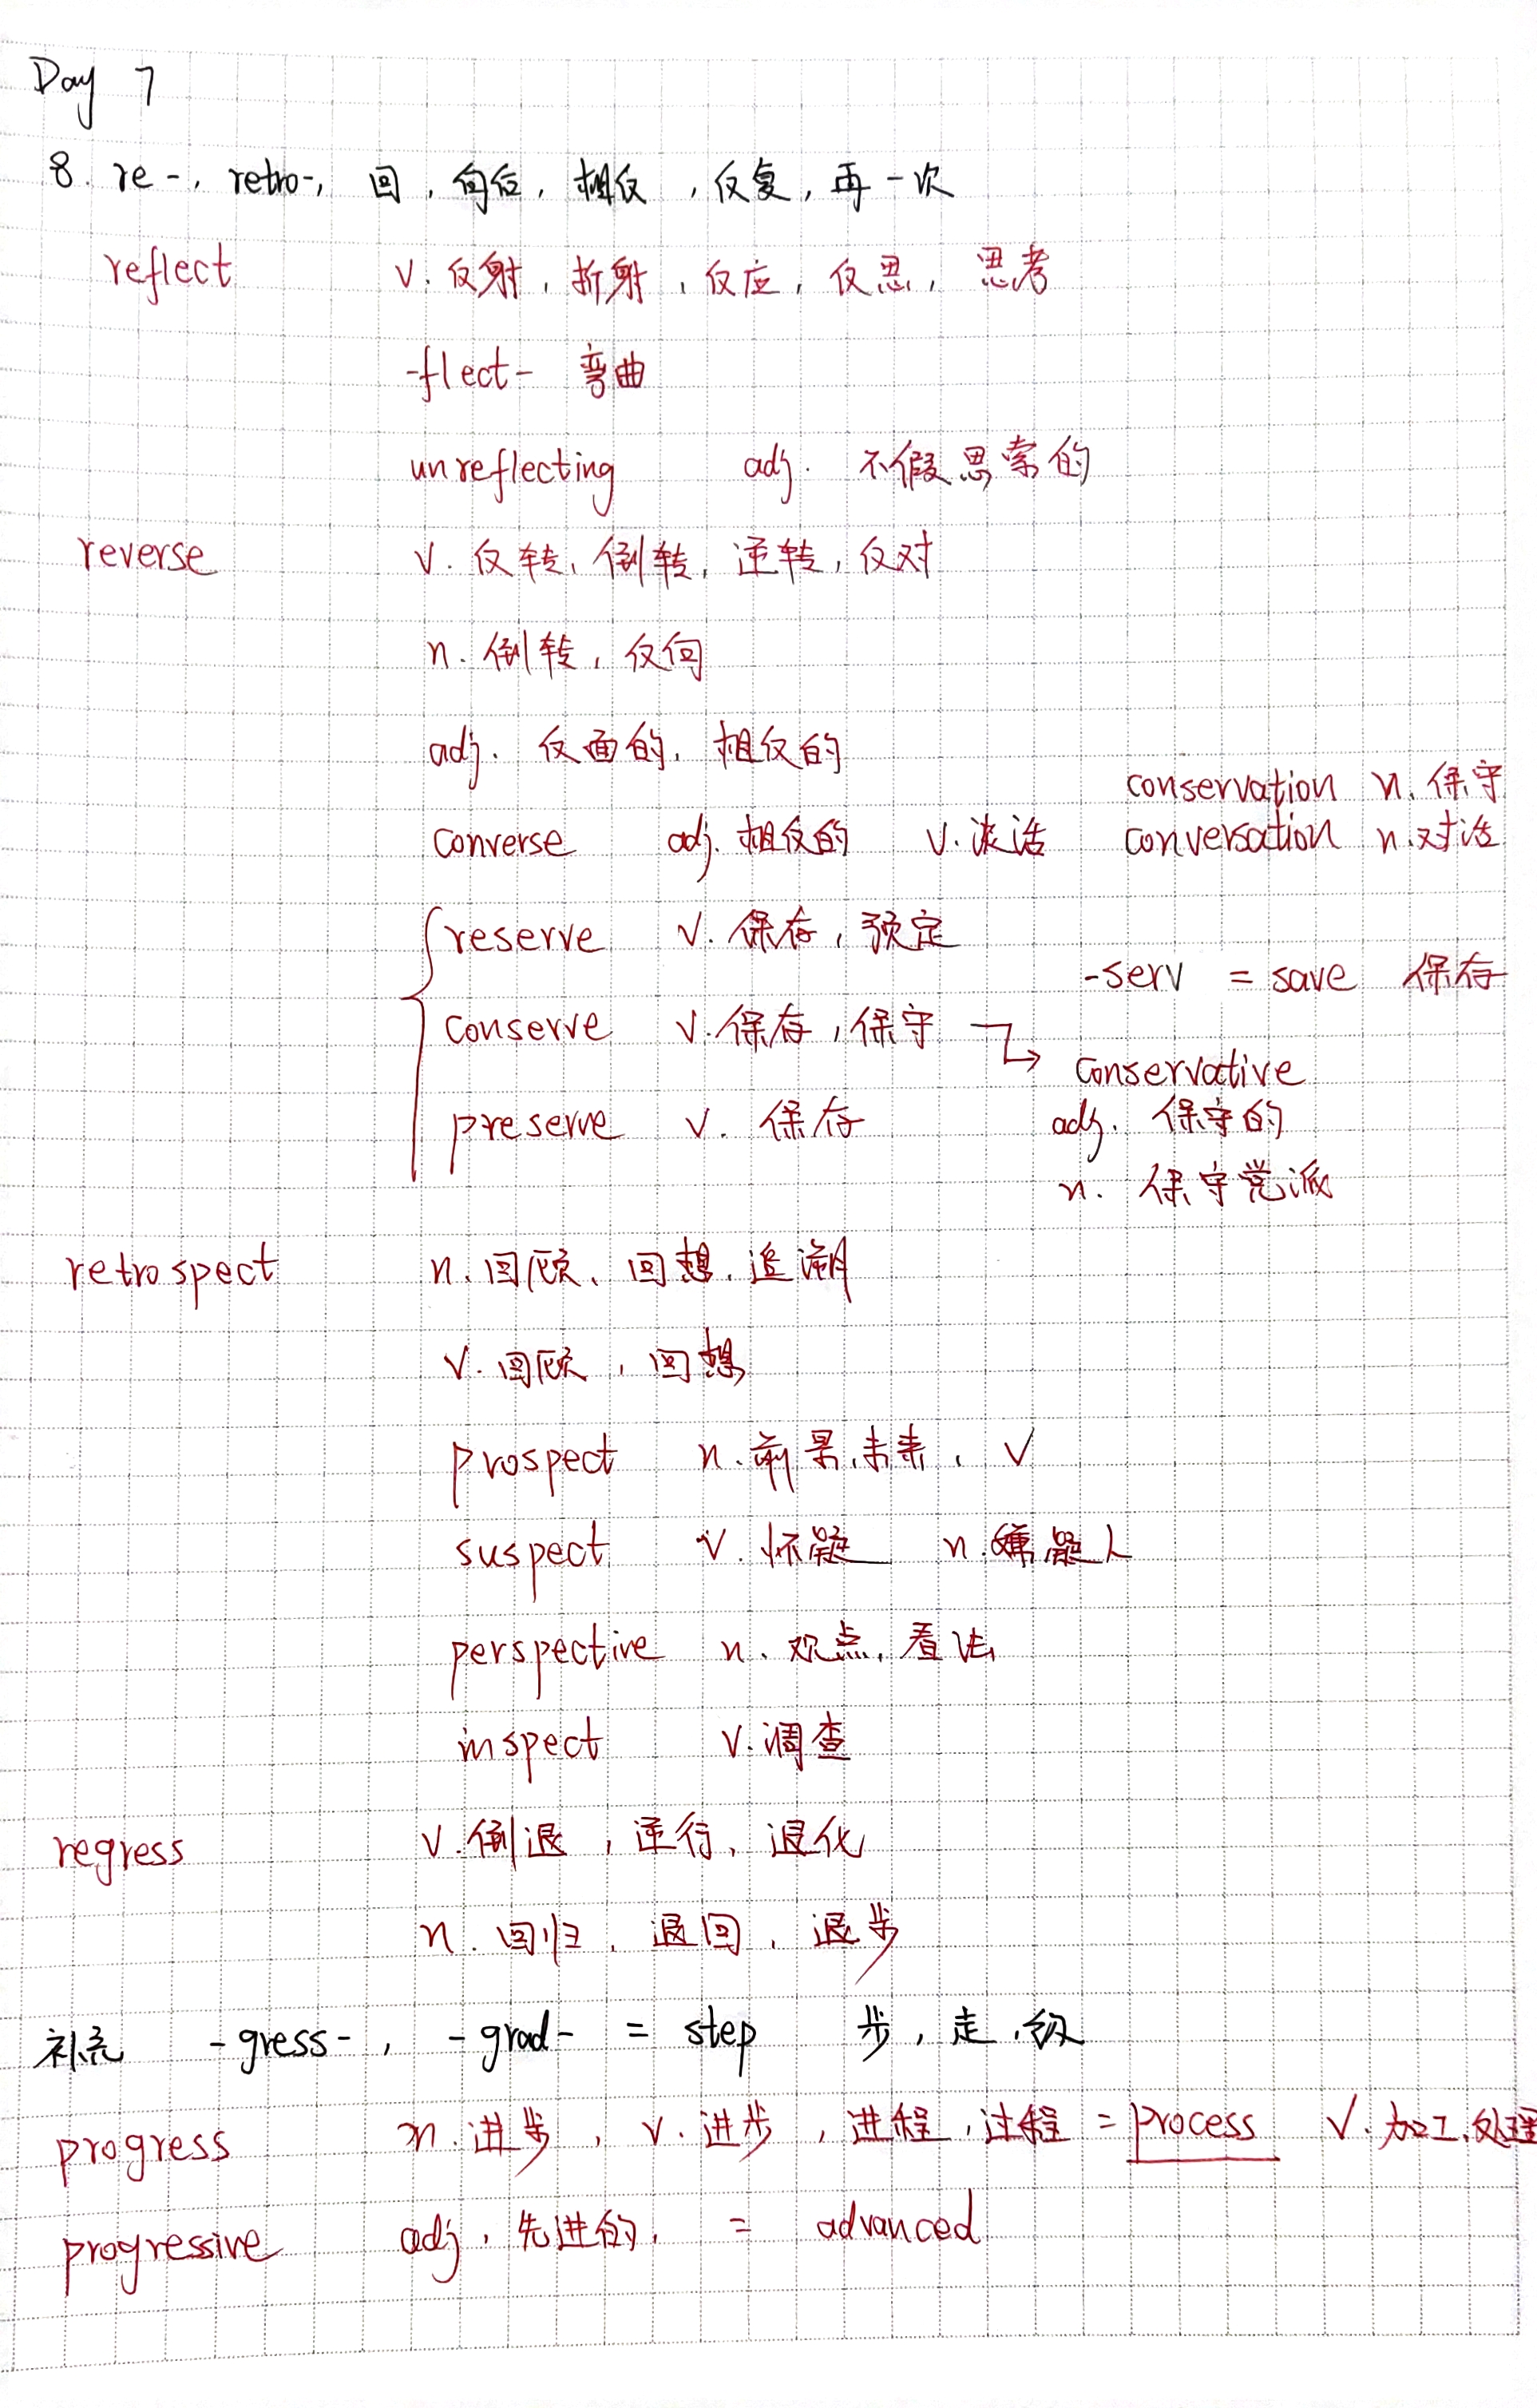 Day 7
8. re-, retro-, 回, 向后, 相反, 反复, 再一次
reflect v. 反射, 折射, 反应, 反思, 思考
-flect- 弯曲
unreflecting adj. 不假思索的
reverse v. 反转, 倒转, 逆转, 反对
n. 倒转, 反向
adj. 反面的, 相反的
conservation n. 保守
converse adj. 相反的 v. 谈话 conversation n. 对话
reserve v. 保存, 预定
-serv = save 保存
conserve v. 保存, 保守 → conservative
preserve v. 保存 adj. 保守的
n. 保守党派
retrospect n. 回顾、回想, 追溯
v. 回顾, 回想
prospect n. 前景, 未来, √
suspect v. 怀疑 n. 嫌疑人
perspective n. 观点, 看法
inspect v. 调查
regress v. 倒退, 逆行, 退化
n. 回归, 退回, 退步
补充 -gress-, -grad- = step 步, 走, 级
progress n. 进步, v. 进步, 进程, 过程 = process v. 加工, 处理
progressive adj, 先进的, = advanced